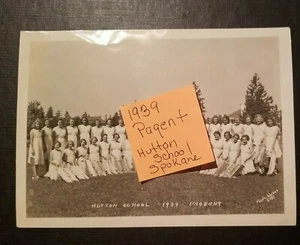 1939
Pagent
Hutton
School
Spokane
HUTTON SCHOOL 1939 PAGEANT